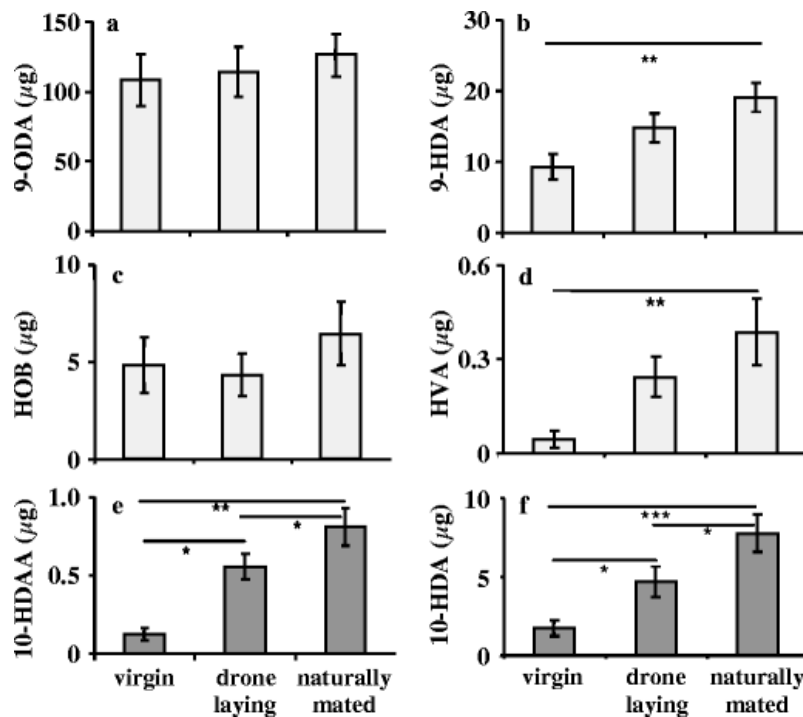 a
150
100
50
0
9-ODA (µg)
b
30
20
10
0
9-HDA (µg)
**
c
10
5
0
HOB (µg)
d
0.6
0.3
0
HVA (µg)
**
e
1.0
0.5
0
10-HDAA (µg)
**
*
*
virgin
drone laying
naturally mated
f
10
5
0
10-HDA (µg)
***
*
*
virgin
drone laying
naturally mated